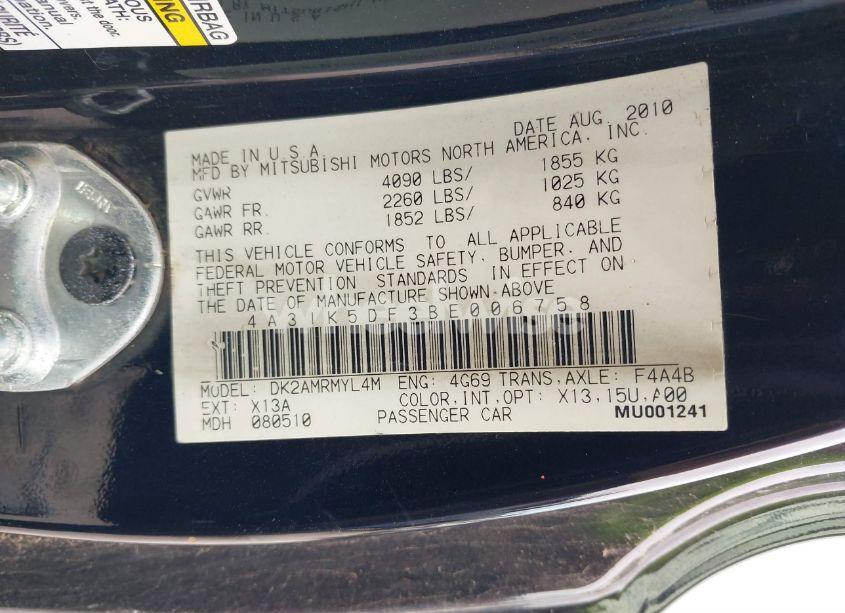 AIRBAG
WARNING
MADE IN U.S.A
DATE AUG. 2010
MFD BY MITSUBISHI MOTORS NORTH AMERICA, INC.
GVWR 4090 LBS/ 1855 KG
GAWR FR. 2260 LBS/ 1025 KG
GAWR RR. 1852 LBS/ 840 KG
THIS VEHICLE CONFORMS TO ALL APPLICABLE
FEDERAL MOTOR VEHICLE SAFETY, BUMPER, AND
THEFT PREVENTION STANDARDS IN EFFECT ON
THE DATE OF MANUFACTURE SHOWN ABOVE
4A31K5DF3BE006758
MODEL: DK2AMRMYL4M ENG: 4G69 TRANS, AXLE: F4A4B
EXT: X13A COLOR, INT, OPT: X13, 15U, A00
MDH 080510 PASSENGER CAR MU001241